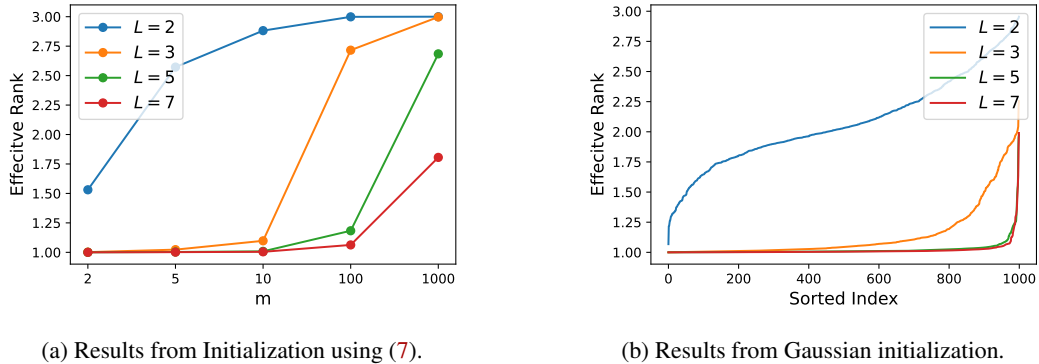 3.00
2.75
2.50
2.25
2.00
1.75
1.50
1.25
1.00
Effecitve Rank
L = 2
L = 3
L = 5
L = 7
2 5 10 100 1000
m
(a) Results from Initialization using (7).
3.00
2.75
2.50
2.25
2.00
1.75
1.50
1.25
1.00
Effecitve Rank
L = 2
L = 3
L = 5
L = 7
0 200 400 600 800 1000
Sorted Index
(b) Results from Gaussian initialization.